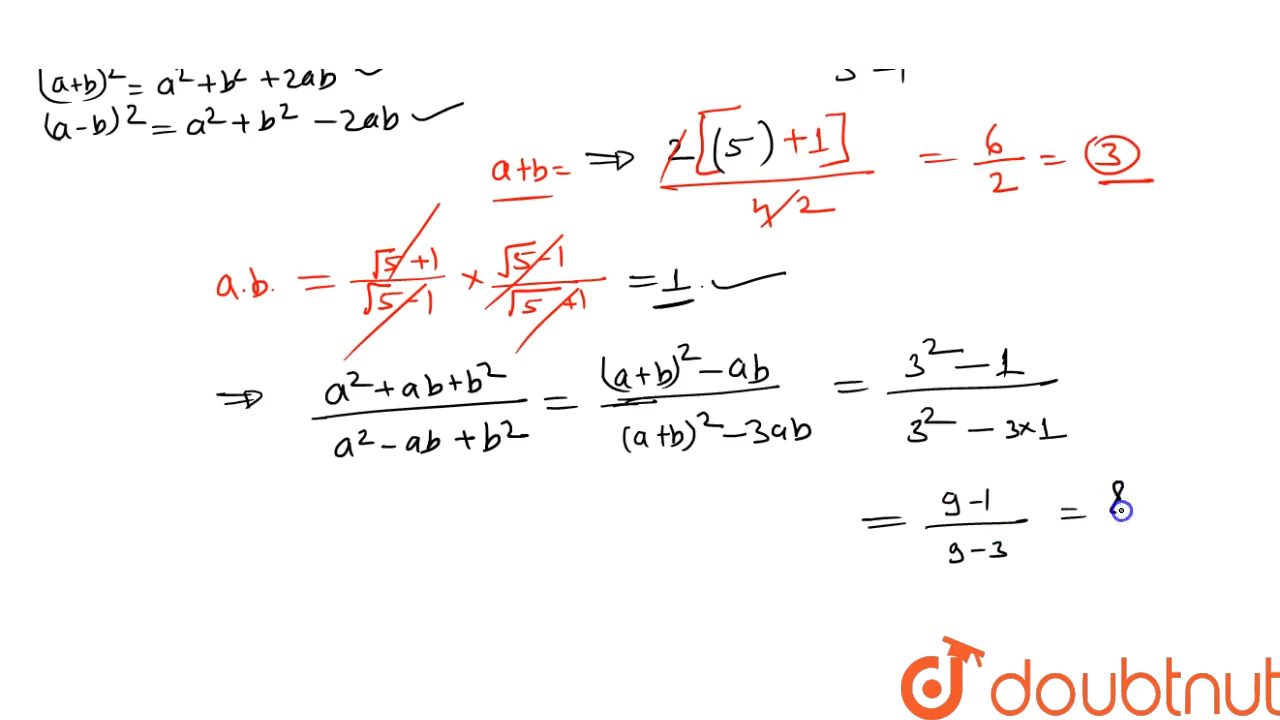 (a+b)² = a² + b² + 2ab ✓
5 - 1
(a-b)² = a² + b² - 2ab ✓
a+b = ⇒ 2[(5)+1] / 4 2 = 6/2 = 3
a.b. = (√5+1)/(√5-1) × (√5-1)/(√5+1) = 1. ✓
⇒ (a²+ab+b²)/(a²-ab+b²) = ((a+b)²-ab)/((a+b)²-3ab) = (3²-1)/(3²-3×1)
= (9-1)/(9-3) = 8
doubtnut